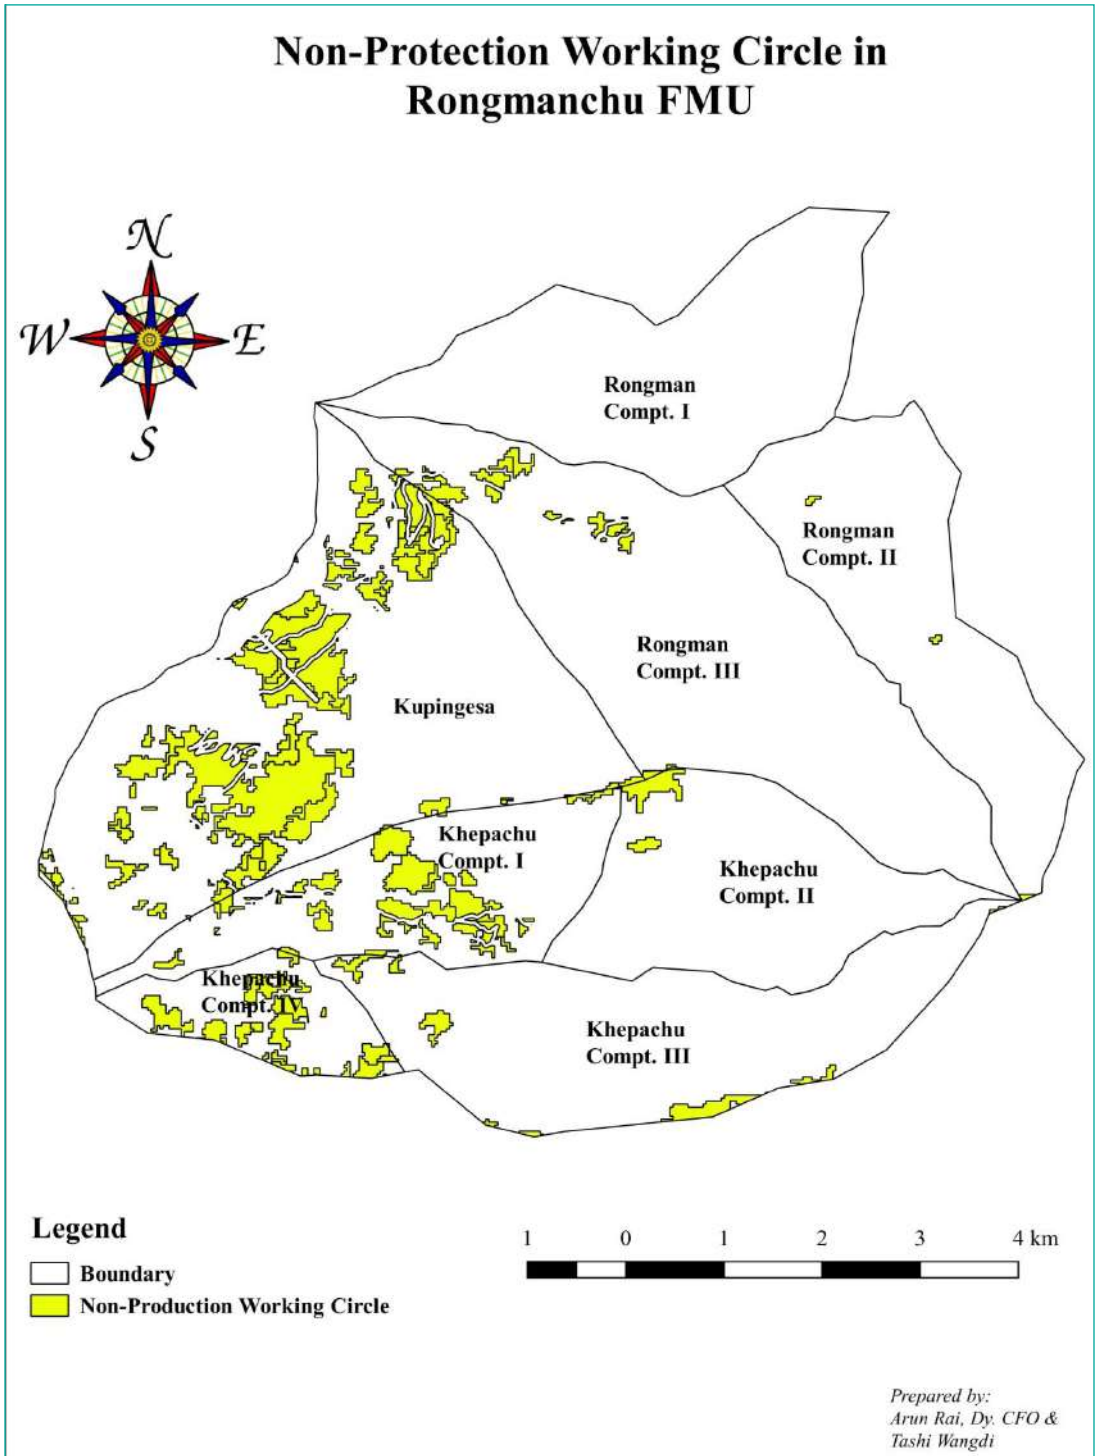 Non-Protection Working Circle in
Rongmanchu FMU
N
W
E
S
Rongman
Compt. I
Rongman
Compt. II
Rongman
Compt. III
Kupingesa
Khepachu
Compt. I
Khepachu
Compt. II
Khepachu
Compt. IV
Khepachu
Compt. III
Legend
Boundary
Non-Production Working Circle
1 0 1 2 3 4 km
Prepared by:
Arun Rai, Dy. CFO &
Tashi Wangdi